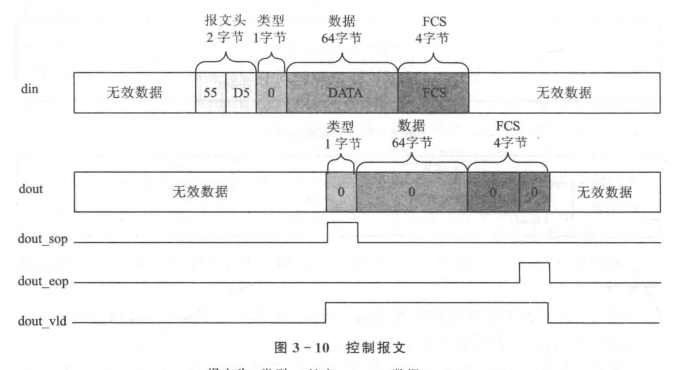 报文头 类型 数据 FCS
2 字节 1字节 64字节 4字节
din 无效数据 55 D5 0 DATA FCS 无效数据
类型 数据 FCS
1 字节 64字节 4字节
dout 无效数据 0 0 0 0 无效数据
dout_sop
dout_eop
dout_vld
图 3-10 控制报文